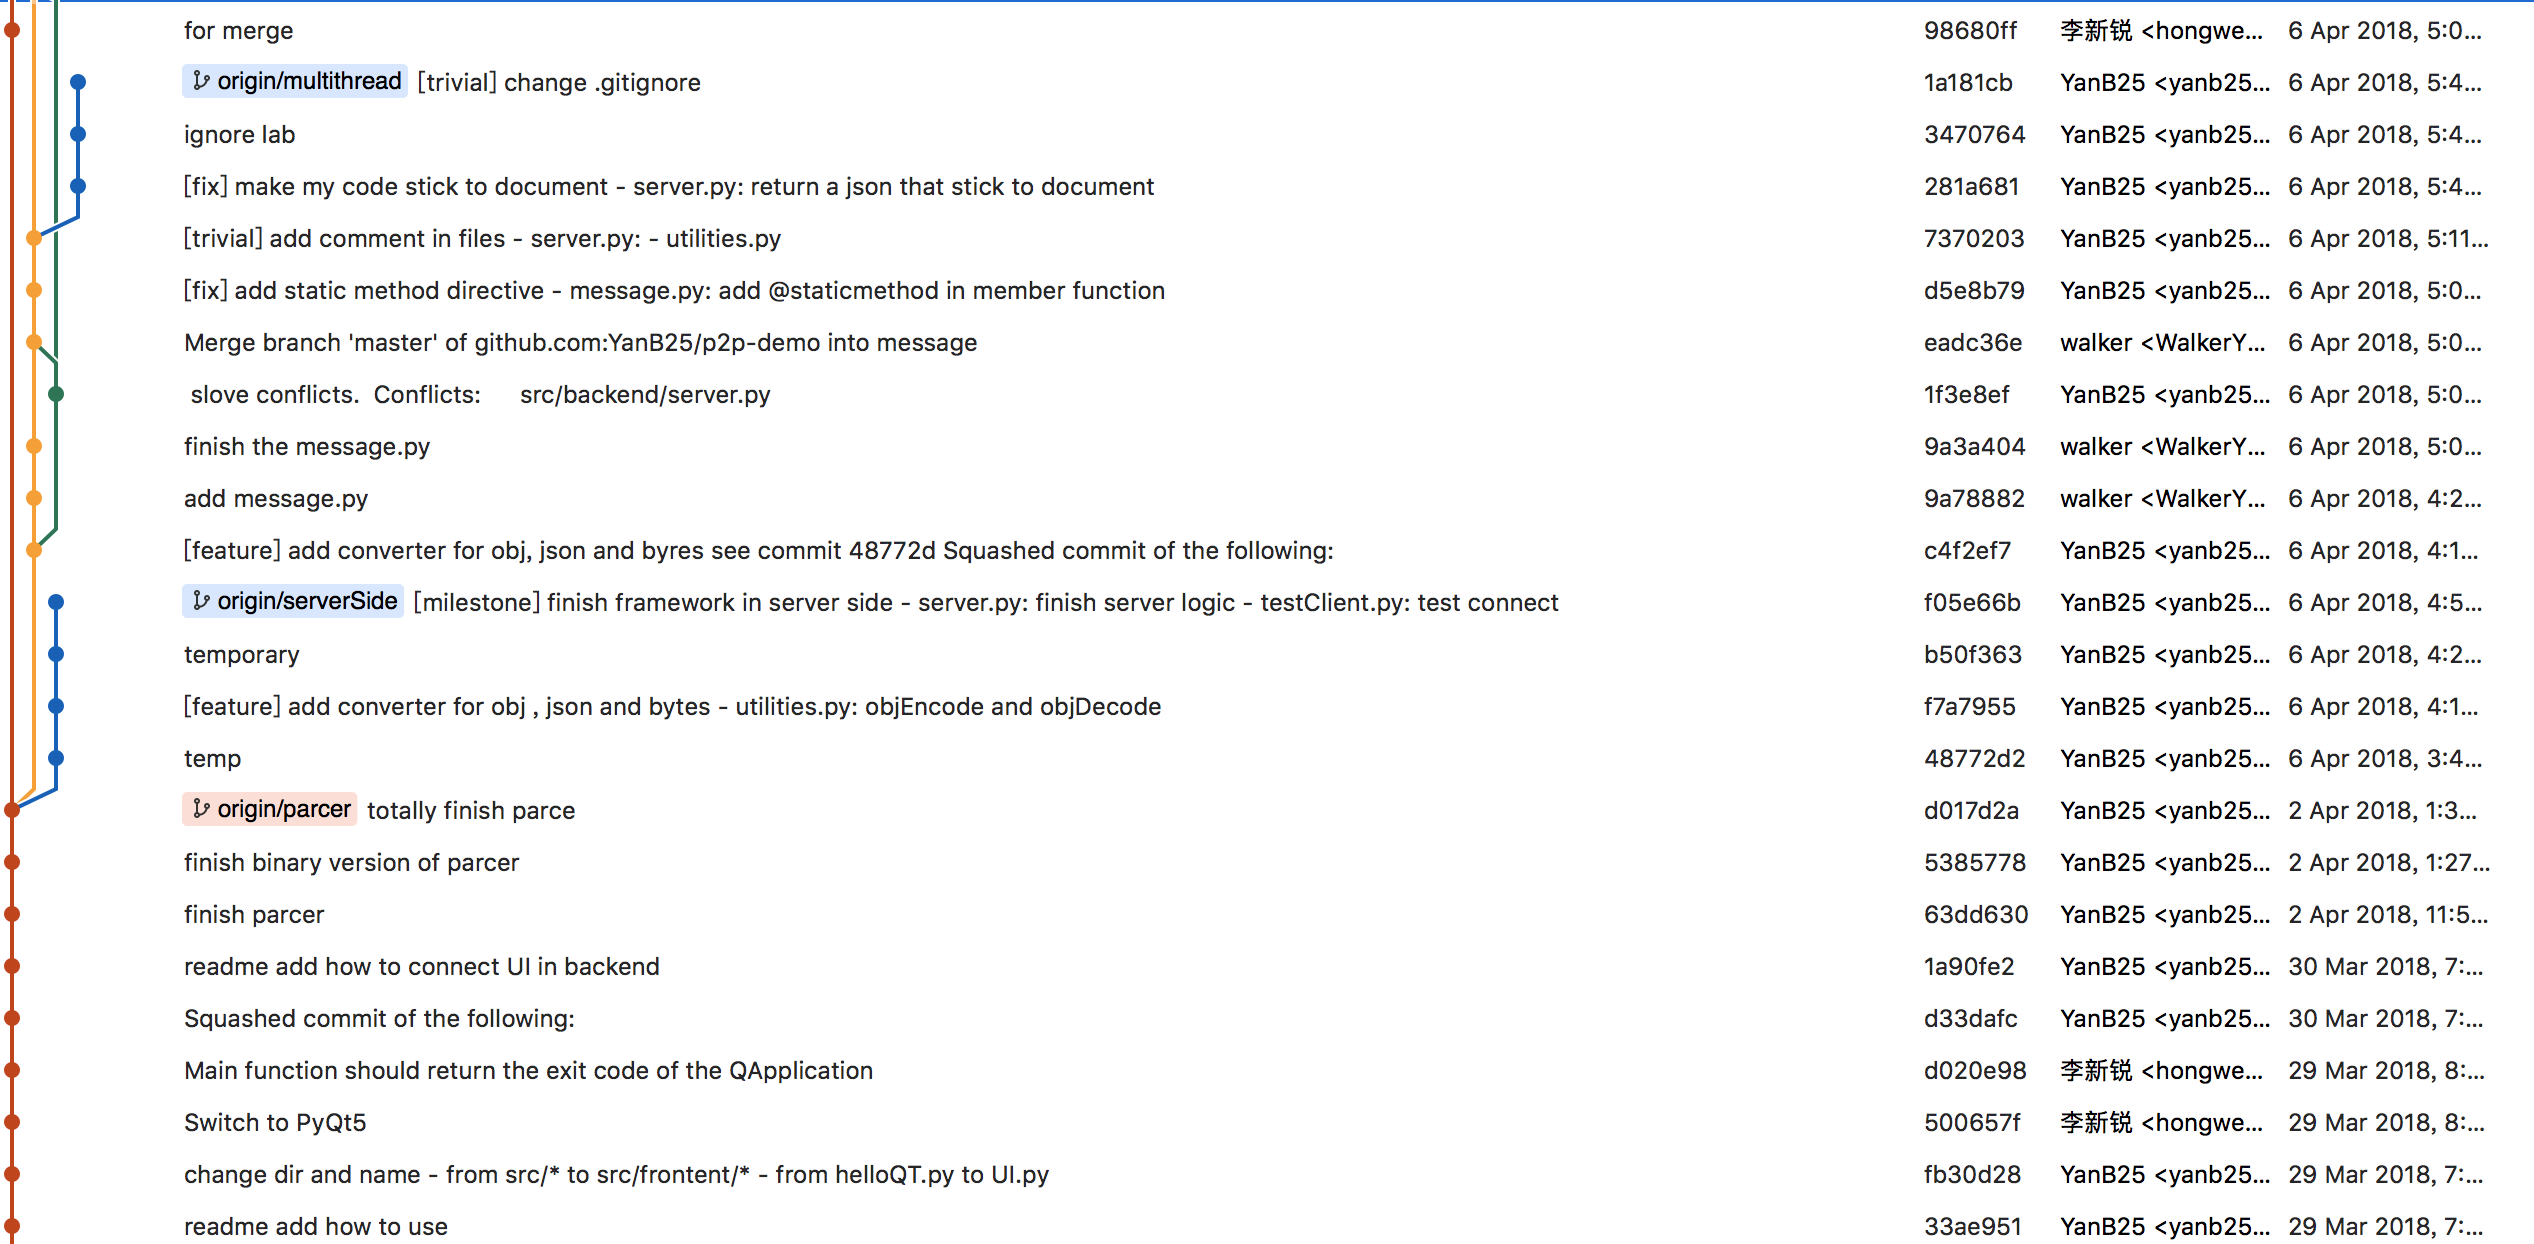 for merge 98680ff 李新锐 <hongwe... 6 Apr 2018, 5:0...
origin/multithread [trivial] change .gitignore 1a181cb YanB25 <yanb25... 6 Apr 2018, 5:4...
ignore lab 3470764 YanB25 <yanb25... 6 Apr 2018, 5:4...
[fix] make my code stick to document - server.py: return a json that stick to document 281a681 YanB25 <yanb25... 6 Apr 2018, 5:4...
[trivial] add comment in files - server.py: - utilities.py 7370203 YanB25 <yanb25... 6 Apr 2018, 5:11...
[fix] add static method directive - message.py: add @staticmethod in member function d5e8b79 YanB25 <yanb25... 6 Apr 2018, 5:0...
Merge branch 'master' of github.com:YanB25/p2p-demo into message eadc36e walker <WalkerY... 6 Apr 2018, 5:0...
slove conflicts. Conflicts: src/backend/server.py 1f3e8ef YanB25 <yanb25... 6 Apr 2018, 5:0...
finish the message.py 9a3a404 walker <WalkerY... 6 Apr 2018, 5:0...
add message.py 9a78882 walker <WalkerY... 6 Apr 2018, 4:2...
[feature] add converter for obj, json and byres see commit 48772d Squashed commit of the following: c4f2ef7 YanB25 <yanb25... 6 Apr 2018, 4:1...
origin/serverSide [milestone] finish framework in server side - server.py: finish server logic - testClient.py: test connect f05e66b YanB25 <yanb25... 6 Apr 2018, 4:5...
temporary b50f363 YanB25 <yanb25... 6 Apr 2018, 4:2...
[feature] add converter for obj , json and bytes - utilities.py: objEncode and objDecode f7a7955 YanB25 <yanb25... 6 Apr 2018, 4:1...
temp 48772d2 YanB25 <yanb25... 6 Apr 2018, 3:4...
origin/parcer totally finish parce d017d2a YanB25 <yanb25... 2 Apr 2018, 1:3...
finish binary version of parcer 5385778 YanB25 <yanb25... 2 Apr 2018, 1:27...
finish parcer 63dd630 YanB25 <yanb25... 2 Apr 2018, 11:5...
readme add how to connect UI in backend 1a90fe2 YanB25 <yanb25... 30 Mar 2018, 7:...
Squashed commit of the following: d33dafc YanB25 <yanb25... 30 Mar 2018, 7:...
Main function should return the exit code of the QApplication d020e98 李新锐 <hongwe... 29 Mar 2018, 8:...
Switch to PyQt5 500657f 李新锐 <hongwe... 29 Mar 2018, 8:...
change dir and name - from src/* to src/frontent/* - from helloQT.py to UI.py fb30d28 YanB25 <yanb25... 29 Mar 2018, 7:...
readme add how to use 33ae951 YanB25 <yanb25... 29 Mar 2018, 7:...